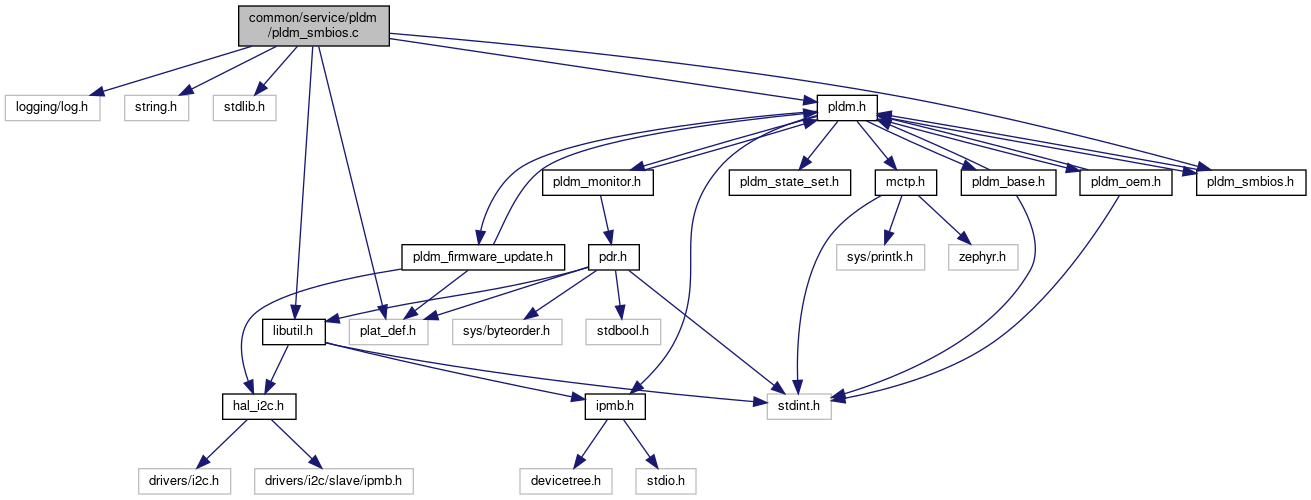 common/service/pldm
/pldm_smbios.c
logging/log.h
string.h
stdlib.h
pldm.h
pldm_monitor.h
pldm_state_set.h
mctp.h
pldm_base.h
pldm_oem.h
pldm_smbios.h
pldm_firmware_update.h
pdr.h
sys/printk.h
zephyr.h
libutil.h
plat_def.h
sys/byteorder.h
stdbool.h
hal_i2c.h
ipmb.h
stdint.h
drivers/i2c.h
drivers/i2c/slave/ipmb.h
devicetree.h
stdio.h